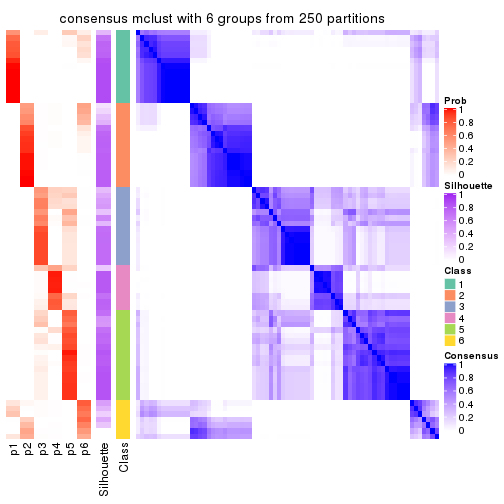 consensus mclust with 6 groups from 250 partitions
Prob
1
0.8
0.6
0.4
0.2
0
Silhouette
1
0.8
0.6
0.4
0.2
0
Class
1
2
3
4
5
6
Consensus
1
0.8
0.6
0.4
0.2
0
p1
p2
p3
p4
p5
p6
Silhouette
Class